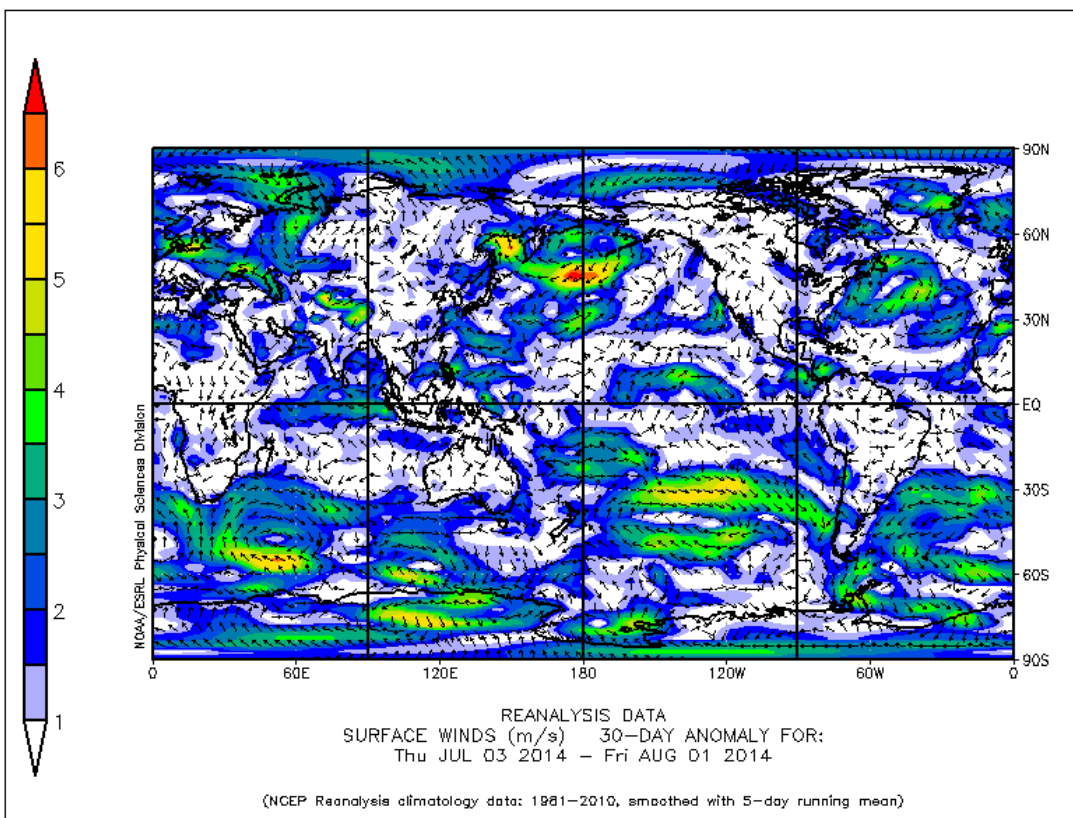 6
5
4
3
2
1
NOAA/ESRL Physical Sciences Division
90N
60N
30N
EQ
30S
60S
90S
0 60E 120E 180 120W 60W 0
REANALYSIS DATA
SURFACE WINDS (m/s) 30-DAY ANOMALY FOR:
Thu JUL 03 2014 – Fri AUG 01 2014
(NCEP Reanalysis climatology data: 1981-2010, smoothed with 5-day running mean)